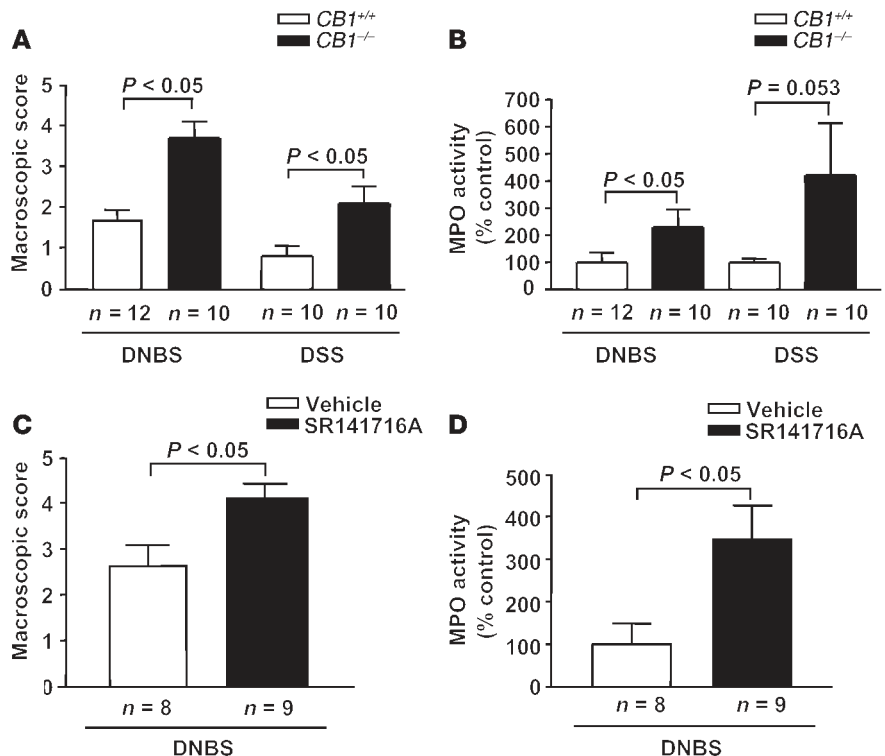 A
CB1+/+
CB1−/−
Macroscopic score
5
4
3
2
1
0
P < 0.05
P < 0.05
n = 12 n = 10 n = 10 n = 10
DNBS DSS
B
CB1+/+
CB1−/−
MPO activity
(% control)
700
600
500
400
300
200
100
0
P < 0.05
P = 0.053
n = 12 n = 10 n = 10 n = 10
DNBS DSS
C
Vehicle
SR141716A
Macroscopic score
5
4
3
2
1
0
P < 0.05
n = 8 n = 9
DNBS
D
Vehicle
SR141716A
MPO activity
(% control)
500
400
300
200
100
0
P < 0.05
n = 8 n = 9
DNBS